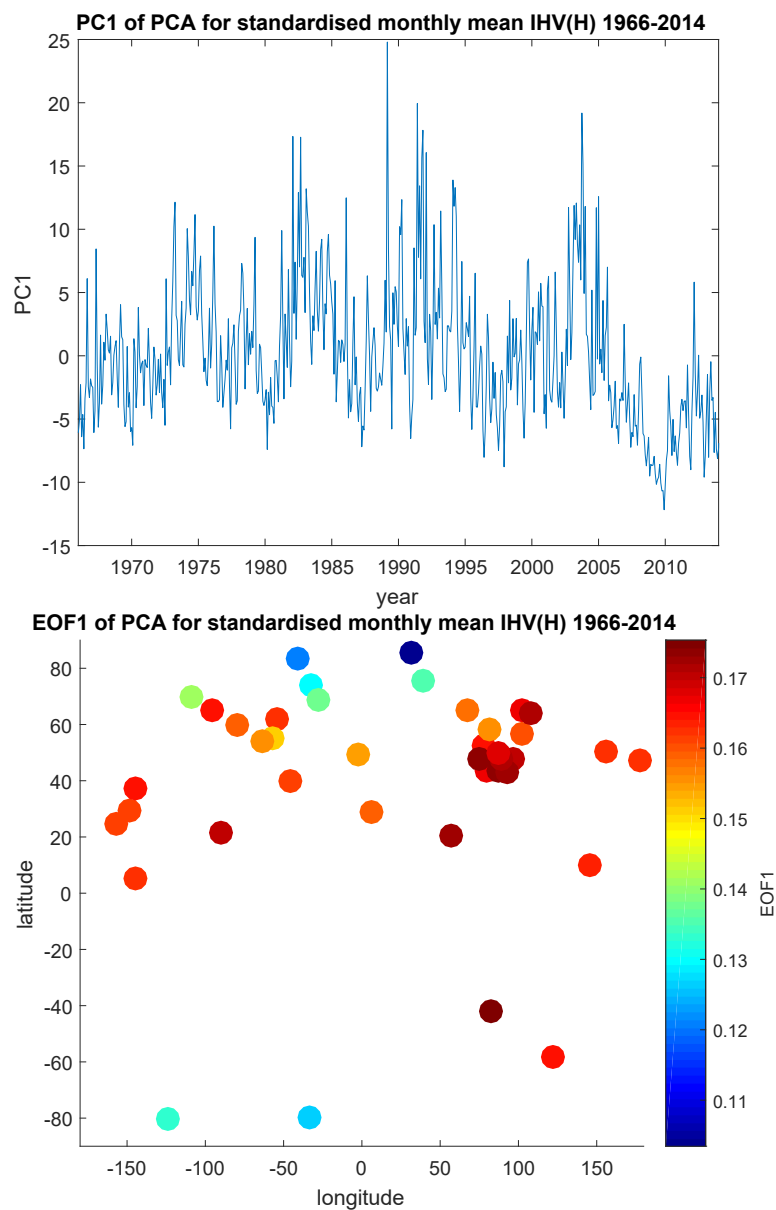 PC1 of PCA for standardised monthly mean IHV(H) 1966-2014
25
20
15
10
5
0
-5
-10
-15
PC1
1970 1975 1980 1985 1990 1995 2000 2005 2010
year
EOF1 of PCA for standardised monthly mean IHV(H) 1966-2014
80
60
40
20
0
-20
-40
-60
-80
latitude
-150 -100 -50 0 50 100 150
longitude
0.17
0.16
0.15
0.14
0.13
0.12
0.11
EOF1